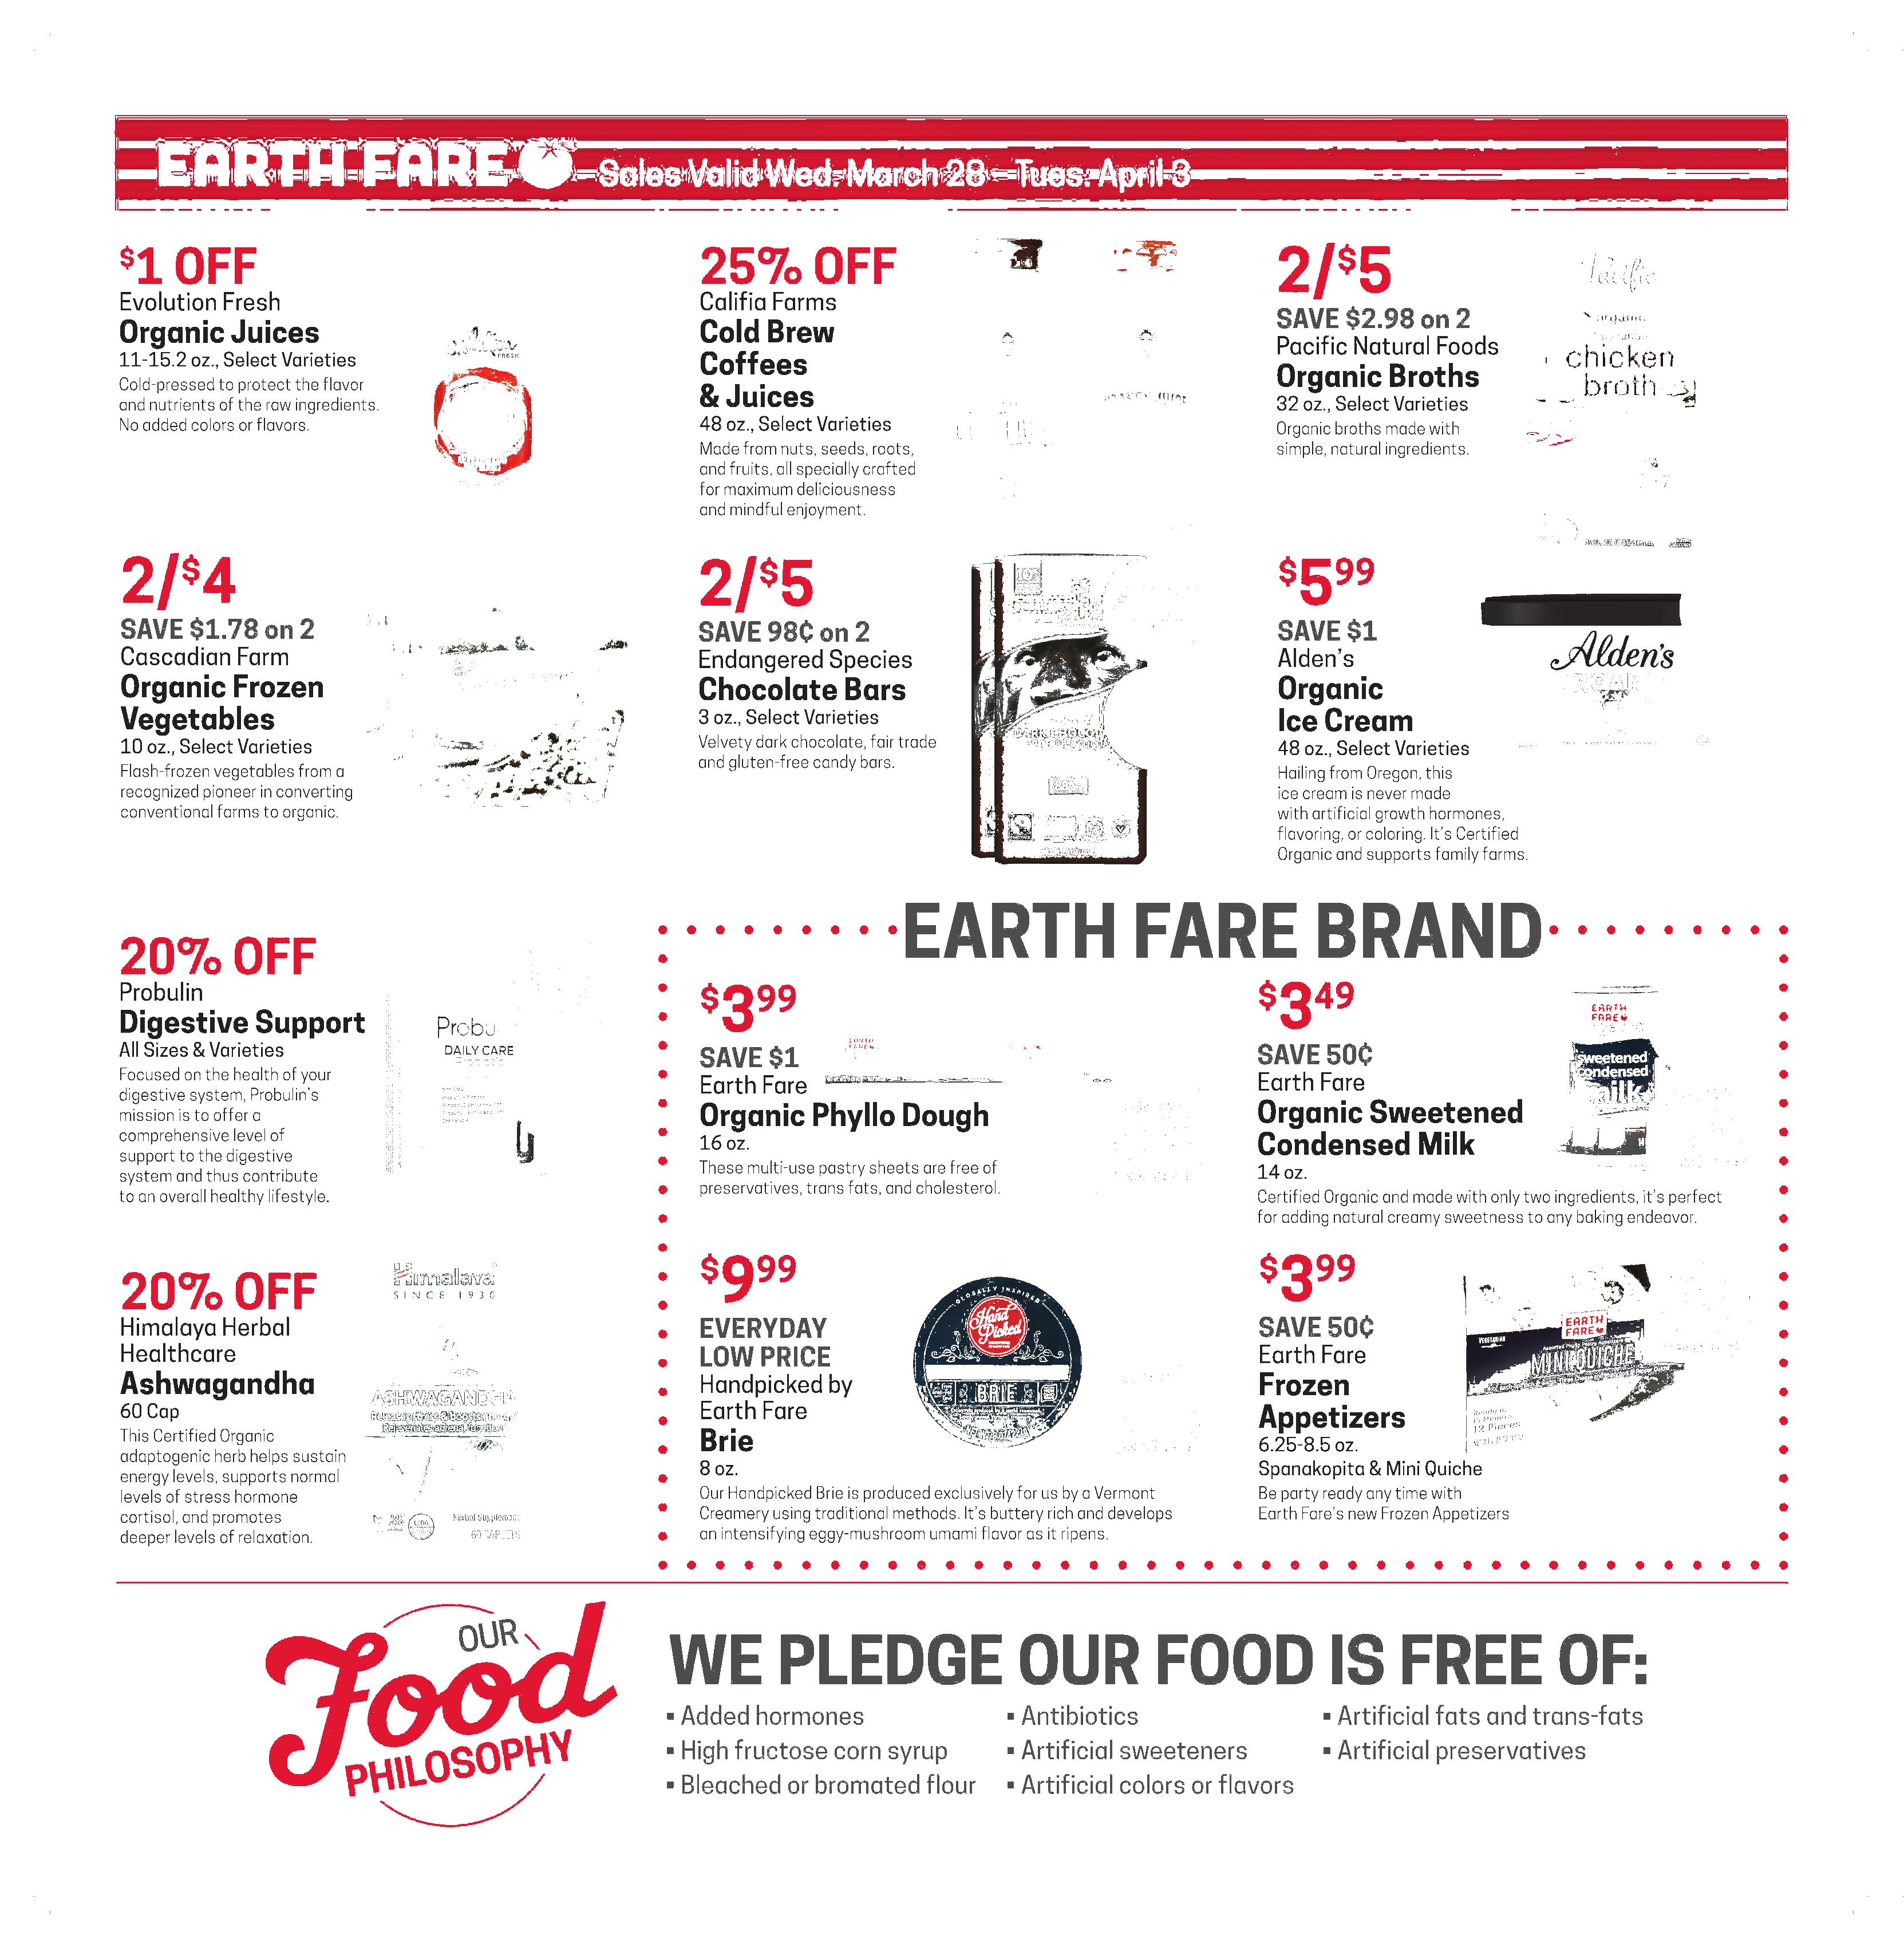 EARTH FARE Sales Valid Wed. March 28 – Tues. April 3
$1 OFF
Evolution Fresh
Organic Juices
11-15.2 oz., Select Varieties
Cold-pressed to protect the flavor
and nutrients of the raw ingredients.
No added colors or flavors.
FRESH
25% OFF
Califia Farms
Cold Brew
Coffees
& Juices
48 oz., Select Varieties
Made from nuts, seeds, roots,
and fruits, all specially crafted
for maximum deliciousness
and mindful enjoyment.
2/$5
SAVE $2.98 on 2
Pacific Natural Foods
Organic Broths
32 oz., Select Varieties
Organic broths made with
simple, natural ingredients.
Pacific
organic
chicken
broth
2/$4
SAVE $1.78 on 2
Cascadian Farm
Organic Frozen
Vegetables
10 oz., Select Varieties
Flash-frozen vegetables from a
recognized pioneer in converting
conventional farms to organic.
2/$5
SAVE 98¢ on 2
Endangered Species
Chocolate Bars
3 oz., Select Varieties
Velvety dark chocolate, fair trade
and gluten-free candy bars.
$5.99
SAVE $1
Alden's
Organic
Ice Cream
48 oz., Select Varieties
Hailing from Oregon, this
ice cream is never made
with artificial growth hormones,
flavoring, or coloring. It's Certified
Organic and supports family farms.
Alden's
20% OFF
Probulin
Digestive Support
All Sizes & Varieties
Focused on the health of your
digestive system, Probulin's
mission is to offer a
comprehensive level of
support to the digestive
system and thus contribute
to an overall healthy lifestyle.
DAILY CARE
20% OFF
Himalaya Herbal
Healthcare
Ashwagandha
60 Cap
This Certified Organic
adaptogenic herb helps sustain
energy levels, supports normal
levels of stress hormone
cortisol, and promotes
deeper levels of relaxation.
Himalaya
SINCE 1930
ASHWAGANDHA
Herbal Supplement
60 CAPLETS
EARTH FARE BRAND
$3.99
SAVE $1
Earth Fare
Organic Phyllo Dough
16 oz.
These multi-use pastry sheets are free of
preservatives, trans fats, and cholesterol.
EARTH
FARE
$3.49
SAVE 50¢
Earth Fare
Organic Sweetened
Condensed Milk
14 oz.
Certified Organic and made with only two ingredients, it's perfect
for adding natural creamy sweetness to any baking endeavor.
EARTH
FARE
sweetened
condensed
milk
$9.99
EVERYDAY
LOW PRICE
Handpicked by
Earth Fare
Brie
8 oz.
Our Handpicked Brie is produced exclusively for us by a Vermont
Creamery using traditional methods. It's buttery rich and develops
an intensifying eggy-mushroom umami flavor as it ripens.
GLOBALLY INSPIRED
Hand
Picked
BRIE
$3.99
SAVE 50¢
Earth Fare
Frozen
Appetizers
6.25-8.5 oz.
Spanakopita & Mini Quiche
Be party ready any time with
Earth Fare's new Frozen Appetizers
EARTH
FARE
VEGETARIAN
MINI QUICHE
12 Pieces
OUR
Food
PHILOSOPHY
WE PLEDGE OUR FOOD IS FREE OF:
▪ Added hormones
▪ High fructose corn syrup
▪ Bleached or bromated flour
▪ Antibiotics
▪ Artificial sweeteners
▪ Artificial colors or flavors
▪ Artificial fats and trans-fats
▪ Artificial preservatives